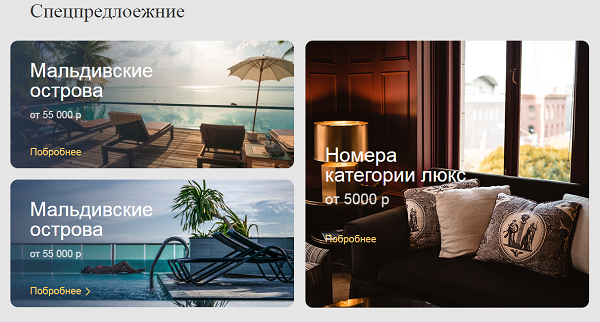 Спецпредлоежние
Мальдивские
острова
от 55 000 р
Побробнее
Мальдивские
острова
от 55 000 р
Побробнее
Номера
категории люкс
от 5000 р
Побробнее